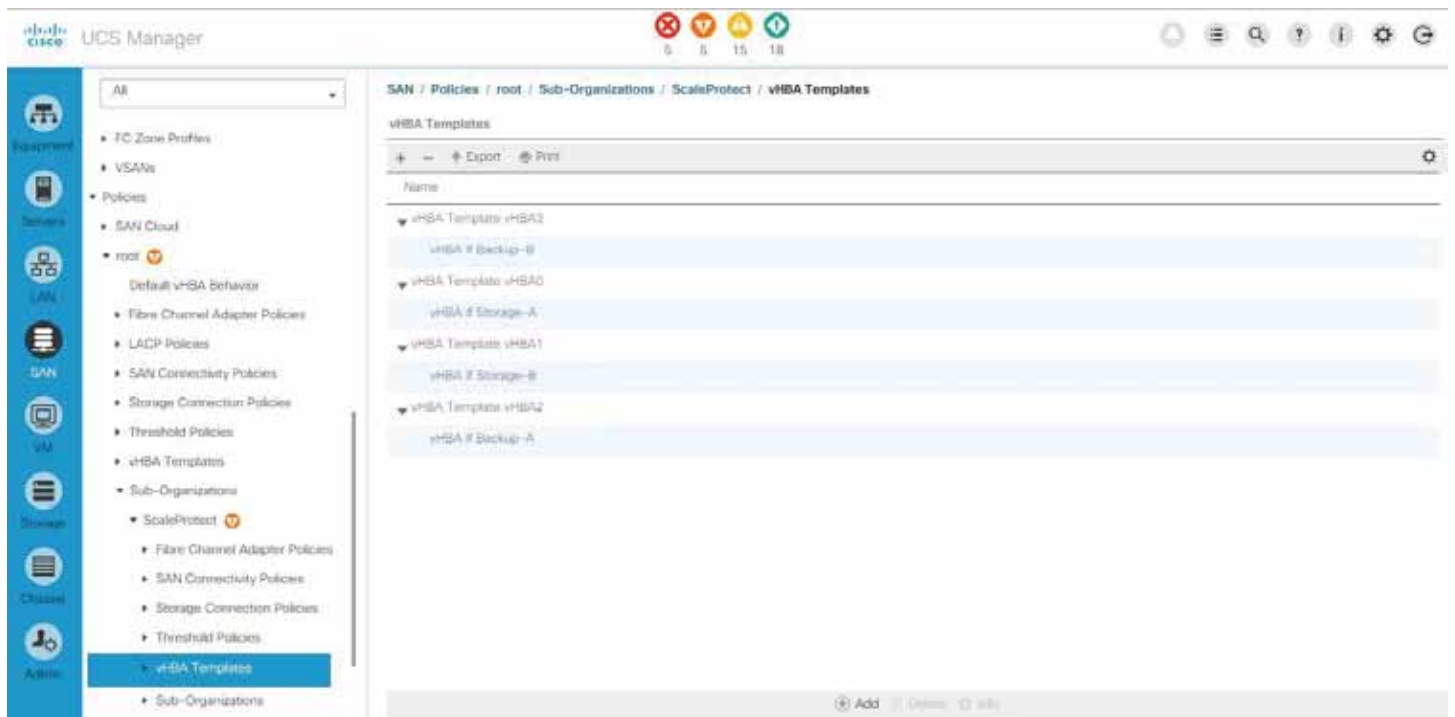 cisco UCS Manager
5 5 15 18
All
SAN / Policies / root / Sub-Organizations / ScaleProtect / vHBA Templates
vHBA Templates
+ − Export Print
Name
vHBA Template vHBA3
vHBA If Backup-B
vHBA Template vHBA0
vHBA If Storage-A
vHBA Template vHBA1
vHBA If Storage-B
vHBA Template vHBA2
vHBA If Backup-A
Add Delete Info
Equipment
Servers
LAN
SAN
VM
Storage
Chassis
Admin
FC Zone Profiles
VSANs
Policies
SAN Cloud
root
Default vHBA Behavior
Fibre Channel Adapter Policies
LACP Policies
SAN Connectivity Policies
Storage Connection Policies
Threshold Policies
vHBA Templates
Sub-Organizations
ScaleProtect
Fibre Channel Adapter Policies
SAN Connectivity Policies
Storage Connection Policies
Threshold Policies
vHBA Templates
Sub-Organizations